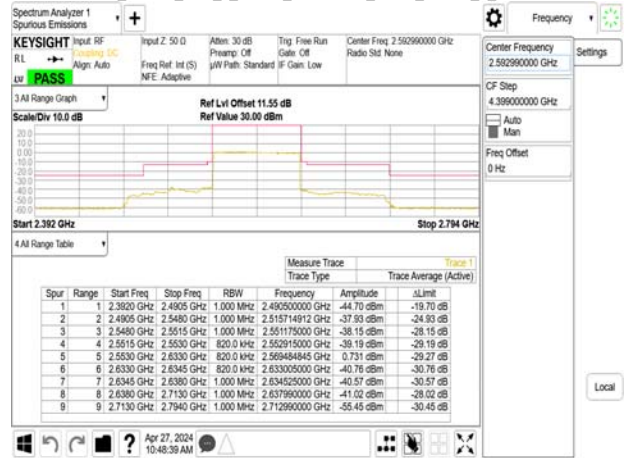 Spectrum Analyzer 1
Spurious Emissions
Frequency
KEYSIGHT
Input: RF
Input Z: 50 Ω
Atten: 30 dB
Trig: Free Run
Center Freq: 2.592990000 GHz
RL
Coupling: DC
Preamp: Off
Gate: Off
Radio Std: None
Align: Auto
Freq Ref: Int (S)
µW Path: Standard
IF Gain: Low
NFE: Adaptive
PASS
Center Frequency
2.592990000 GHz
Settings
CF Step
4.399000000 GHz
Auto
Man
Freq Offset
0 Hz
3 All Range Graph
Ref Lvl Offset 11.55 dB
Scale/Div 10.0 dB
Ref Value 30.00 dBm
20.0
10.0
0.00
-10.0
-20.0
-30.0
-40.0
-50.0
-60.0
Start 2.392 GHz
Stop 2.794 GHz
4 All Range Table
Measure Trace Trace 1
Trace Type Trace Average (Active)
Spur Range Start Freq Stop Freq RBW Frequency Amplitude ΔLimit
1 1 2.3920 GHz 2.4905 GHz 1.000 MHz 2.490500000 GHz -44.70 dBm -19.70 dB
2 2 2.4905 GHz 2.5480 GHz 1.000 MHz 2.515714912 GHz -37.93 dBm -24.93 dB
3 3 2.5480 GHz 2.5515 GHz 1.000 MHz 2.551175000 GHz -38.15 dBm -28.15 dB
4 4 2.5515 GHz 2.5530 GHz 820.0 kHz 2.552915000 GHz -39.19 dBm -29.19 dB
5 5 2.5530 GHz 2.6330 GHz 820.0 kHz 2.569484845 GHz 0.731 dBm -29.27 dB
6 6 2.6330 GHz 2.6345 GHz 820.0 kHz 2.633005000 GHz -40.76 dBm -30.76 dB
7 7 2.6345 GHz 2.6380 GHz 1.000 MHz 2.634525000 GHz -40.57 dBm -30.57 dB
8 8 2.6380 GHz 2.7130 GHz 1.000 MHz 2.637990000 GHz -41.02 dBm -28.02 dB
9 9 2.7130 GHz 2.7940 GHz 1.000 MHz 2.712990000 GHz -55.45 dBm -30.45 dB
Local
Apr 27, 2024
10:48:39 AM